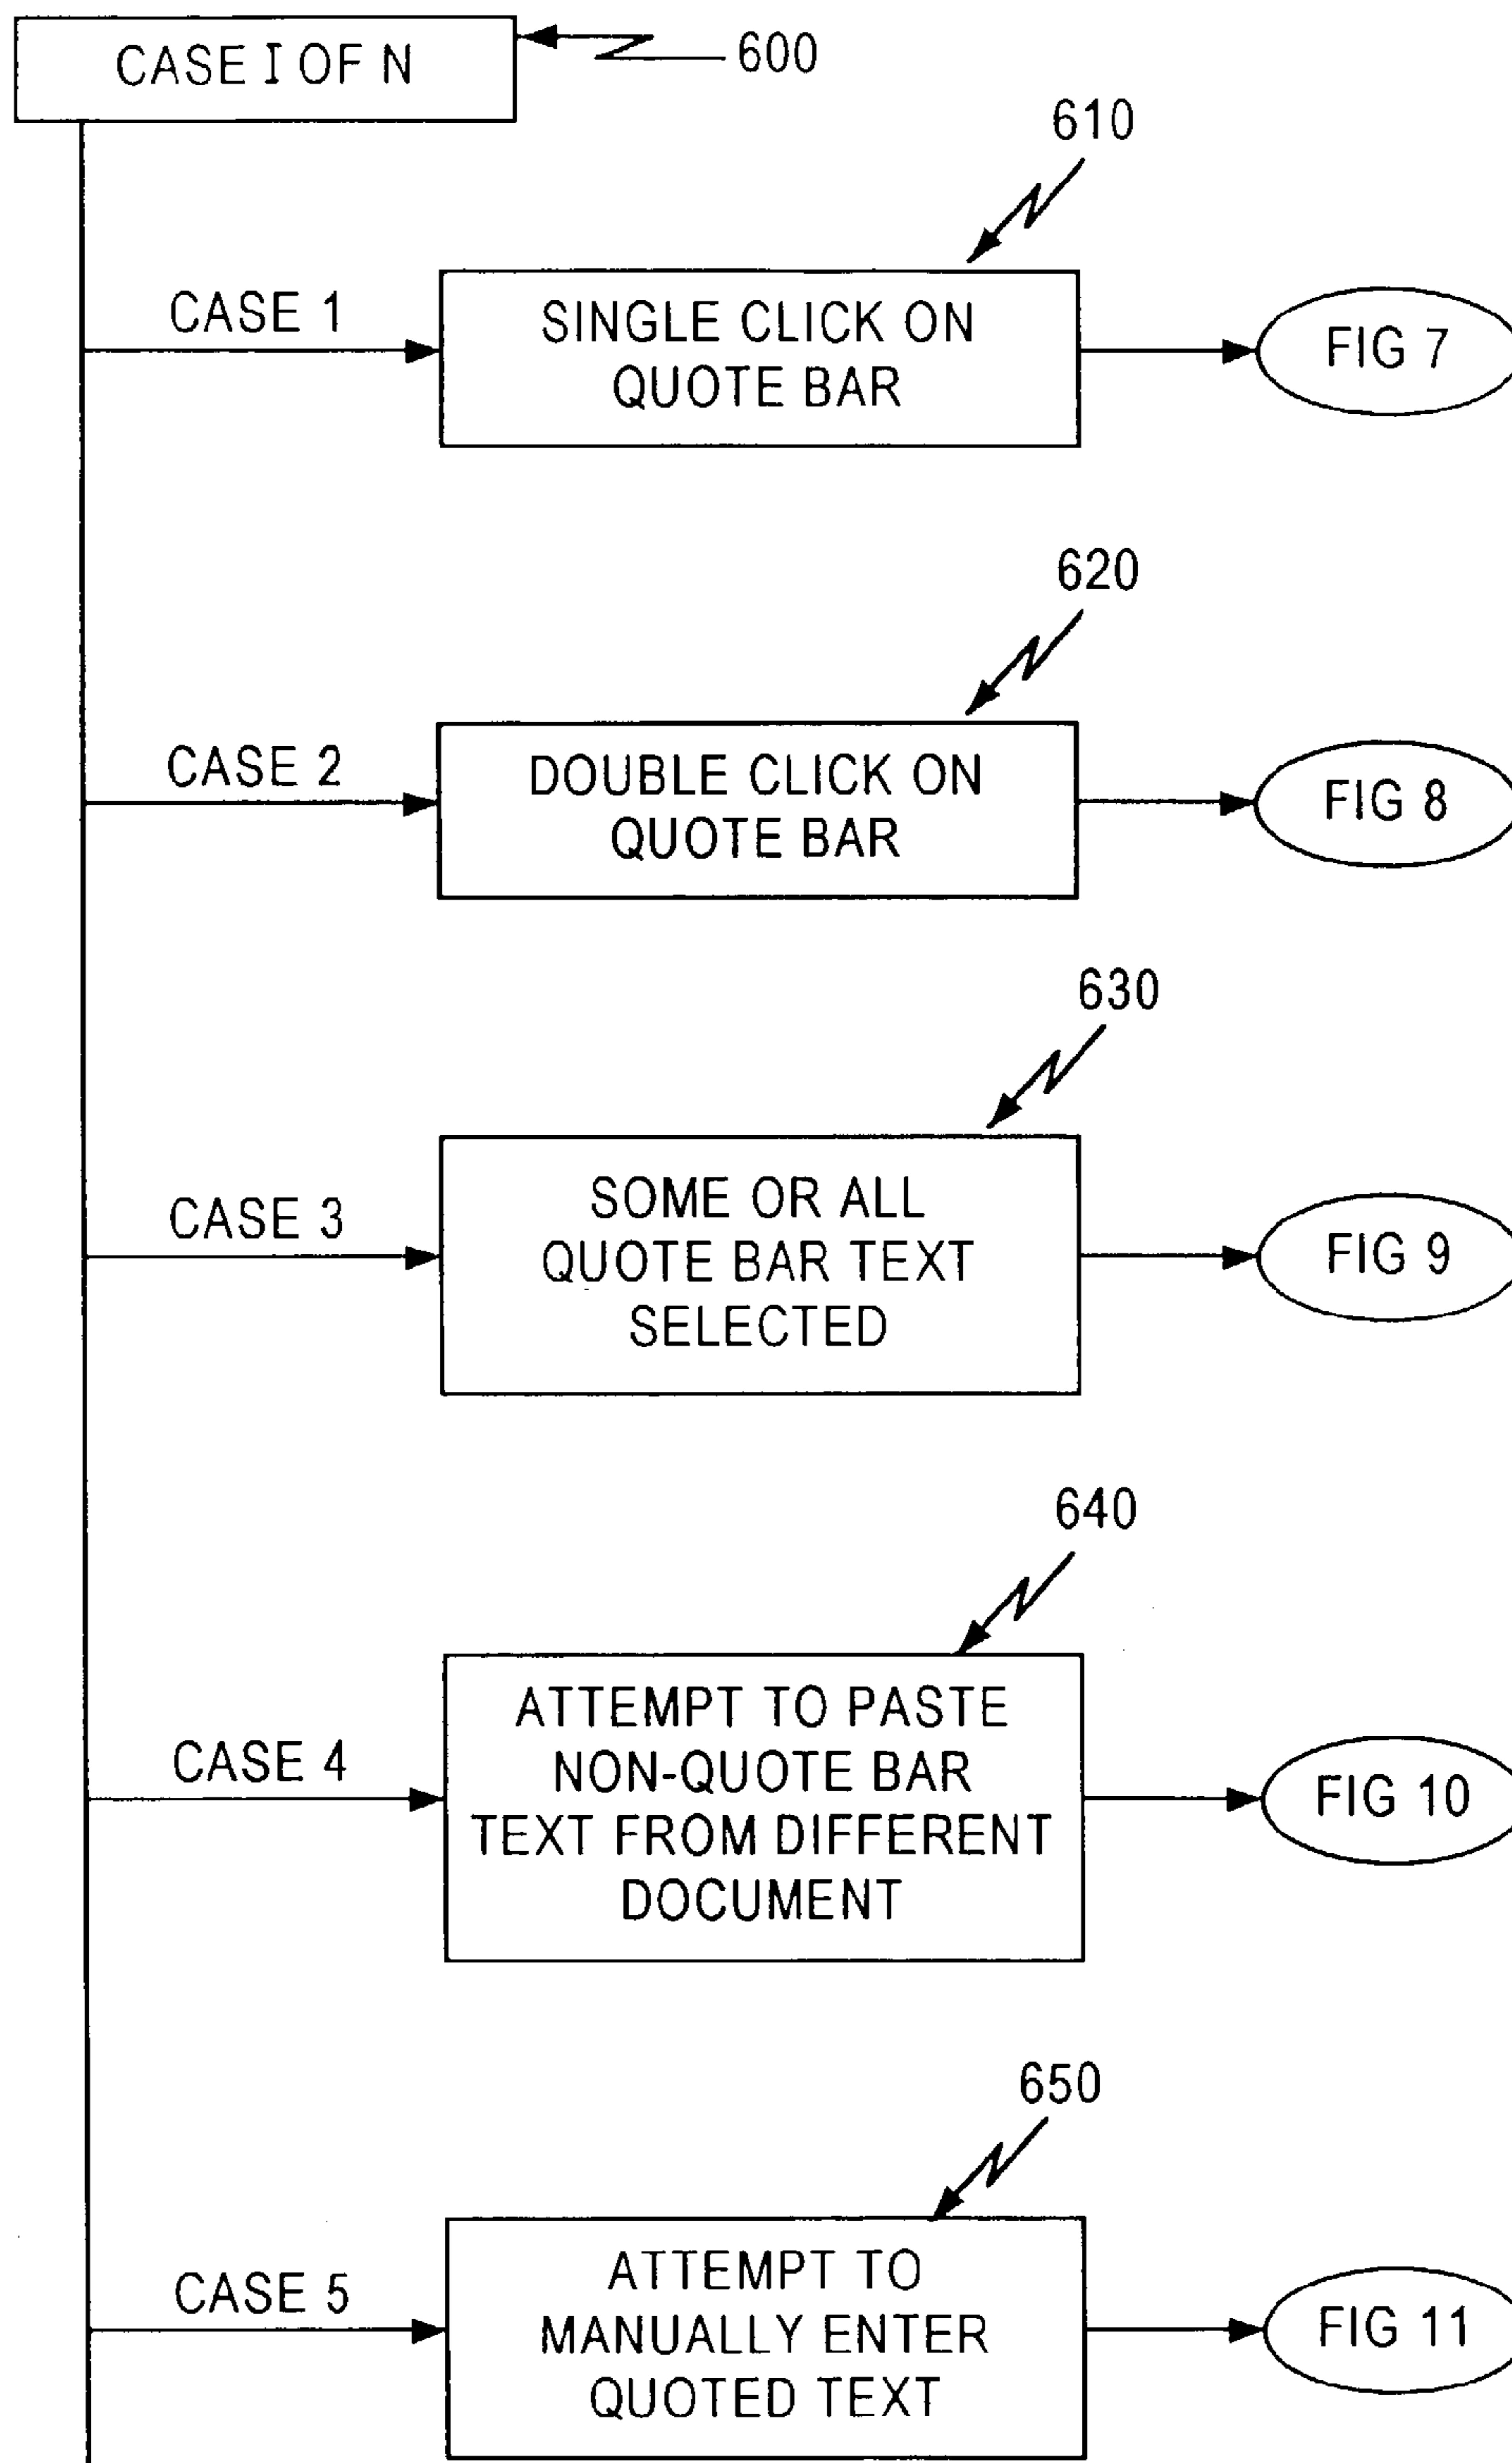 CASE I OF N
600
610
CASE 1
SINGLE CLICK ON
QUOTE BAR
FIG 7
620
CASE 2
DOUBLE CLICK ON
QUOTE BAR
FIG 8
630
CASE 3
SOME OR ALL
QUOTE BAR TEXT
SELECTED
FIG 9
640
CASE 4
ATTEMPT TO PASTE
NON-QUOTE BAR
TEXT FROM DIFFERENT
DOCUMENT
FIG 10
650
CASE 5
ATTEMPT TO
MANUALLY ENTER
QUOTED TEXT
FIG 11